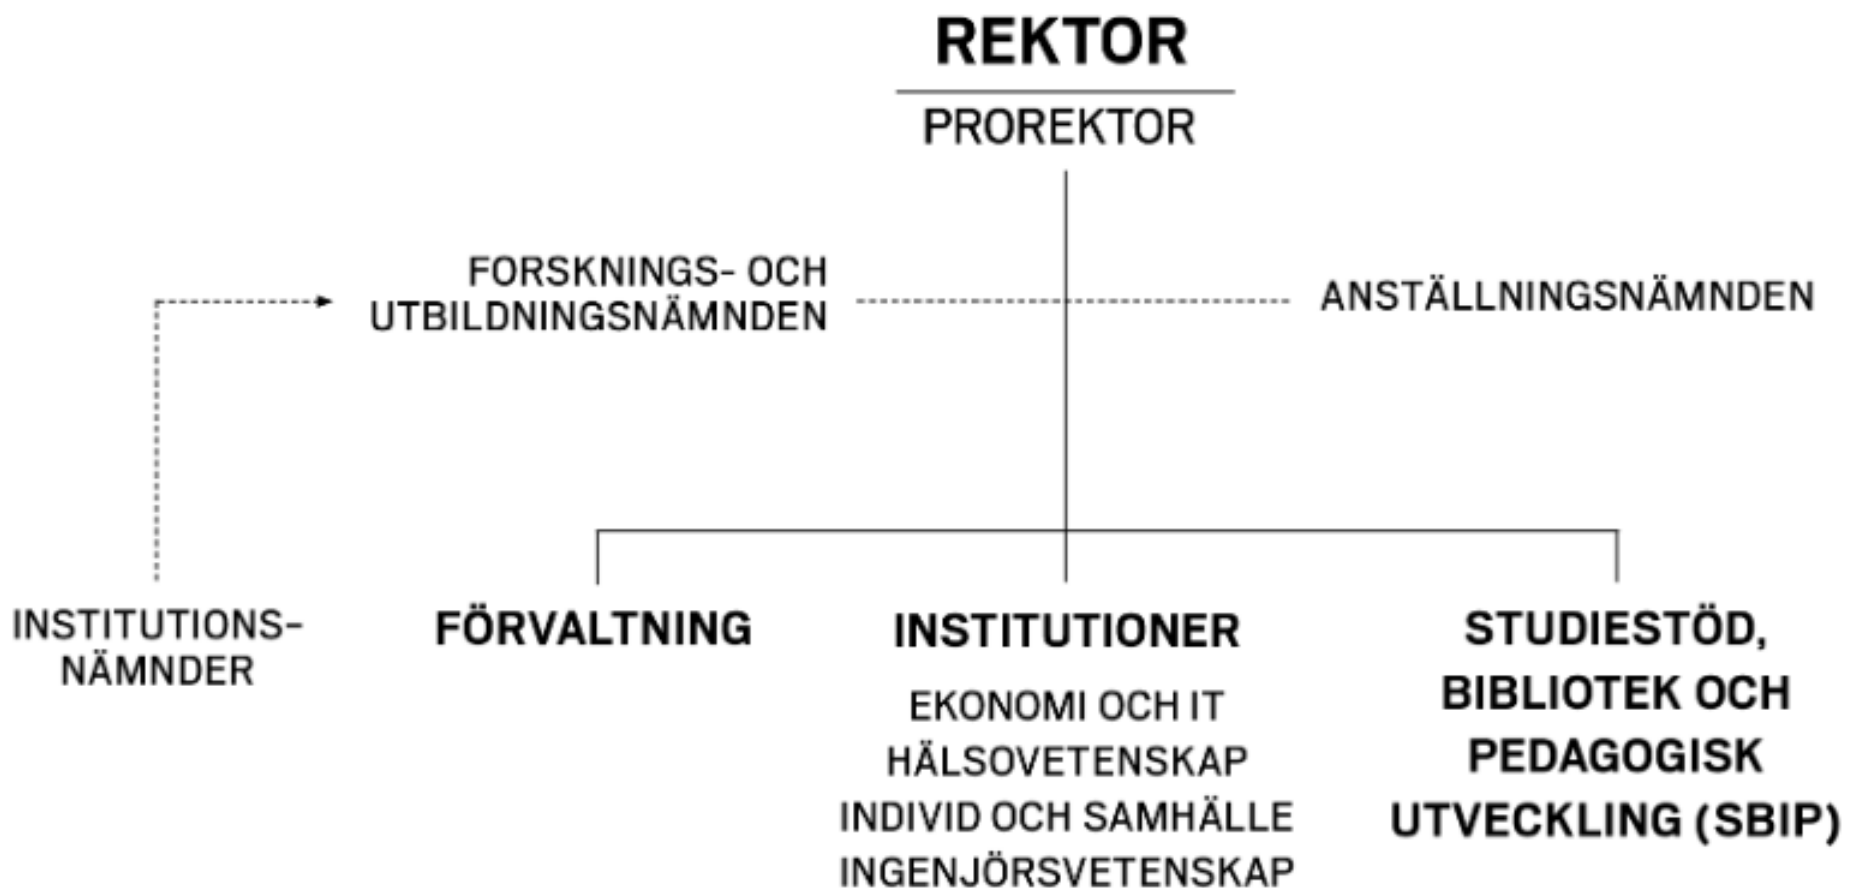 REKTOR
PROREKTOR
FORSKNINGS- OCH
UTBILDNINGSNÄMNDEN
ANSTÄLLNINGSNÄMNDEN
INSTITUTIONS-
NÄMNDER
FÖRVALTNING
INSTITUTIONER
EKONOMI OCH IT
HÄLSOVETENSKAP
INDIVID OCH SAMHÄLLE
INGENJÖRSVETENSKAP
STUDIESTÖD,
BIBLIOTEK OCH
PEDAGOGISK
UTVECKLING (SBIP)